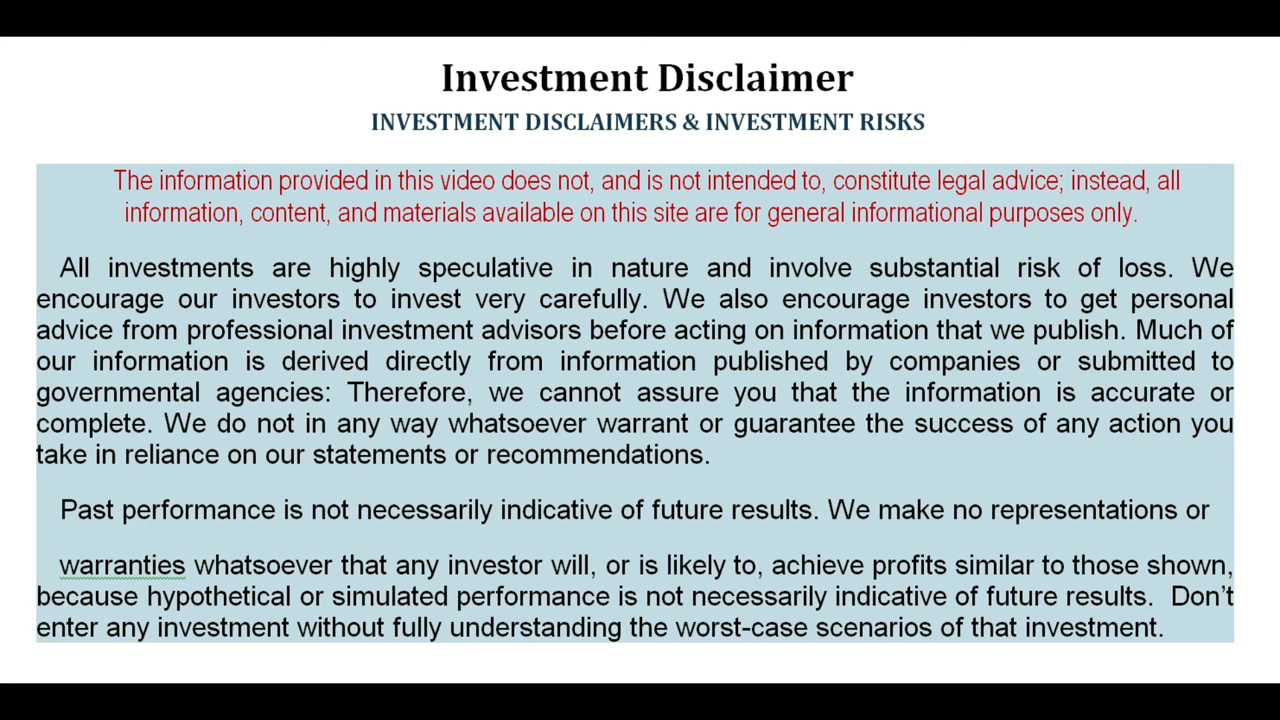 Investment Disclaimer
INVESTMENT DISCLAIMERS & INVESTMENT RISKS
The information provided in this video does not, and is not intended to, constitute legal advice; instead, all
information, content, and materials available on this site are for general informational purposes only.
All investments are highly speculative in nature and involve substantial risk of loss. We
encourage our investors to invest very carefully. We also encourage investors to get personal
advice from professional investment advisors before acting on information that we publish. Much of
our information is derived directly from information published by companies or submitted to
governmental agencies: Therefore, we cannot assure you that the information is accurate or
complete. We do not in any way whatsoever warrant or guarantee the success of any action you
take in reliance on our statements or recommendations.
Past performance is not necessarily indicative of future results. We make no representations or
warranties whatsoever that any investor will, or is likely to, achieve profits similar to those shown,
because hypothetical or simulated performance is not necessarily indicative of future results.  Don’t
enter any investment without fully understanding the worst-case scenarios of that investment.